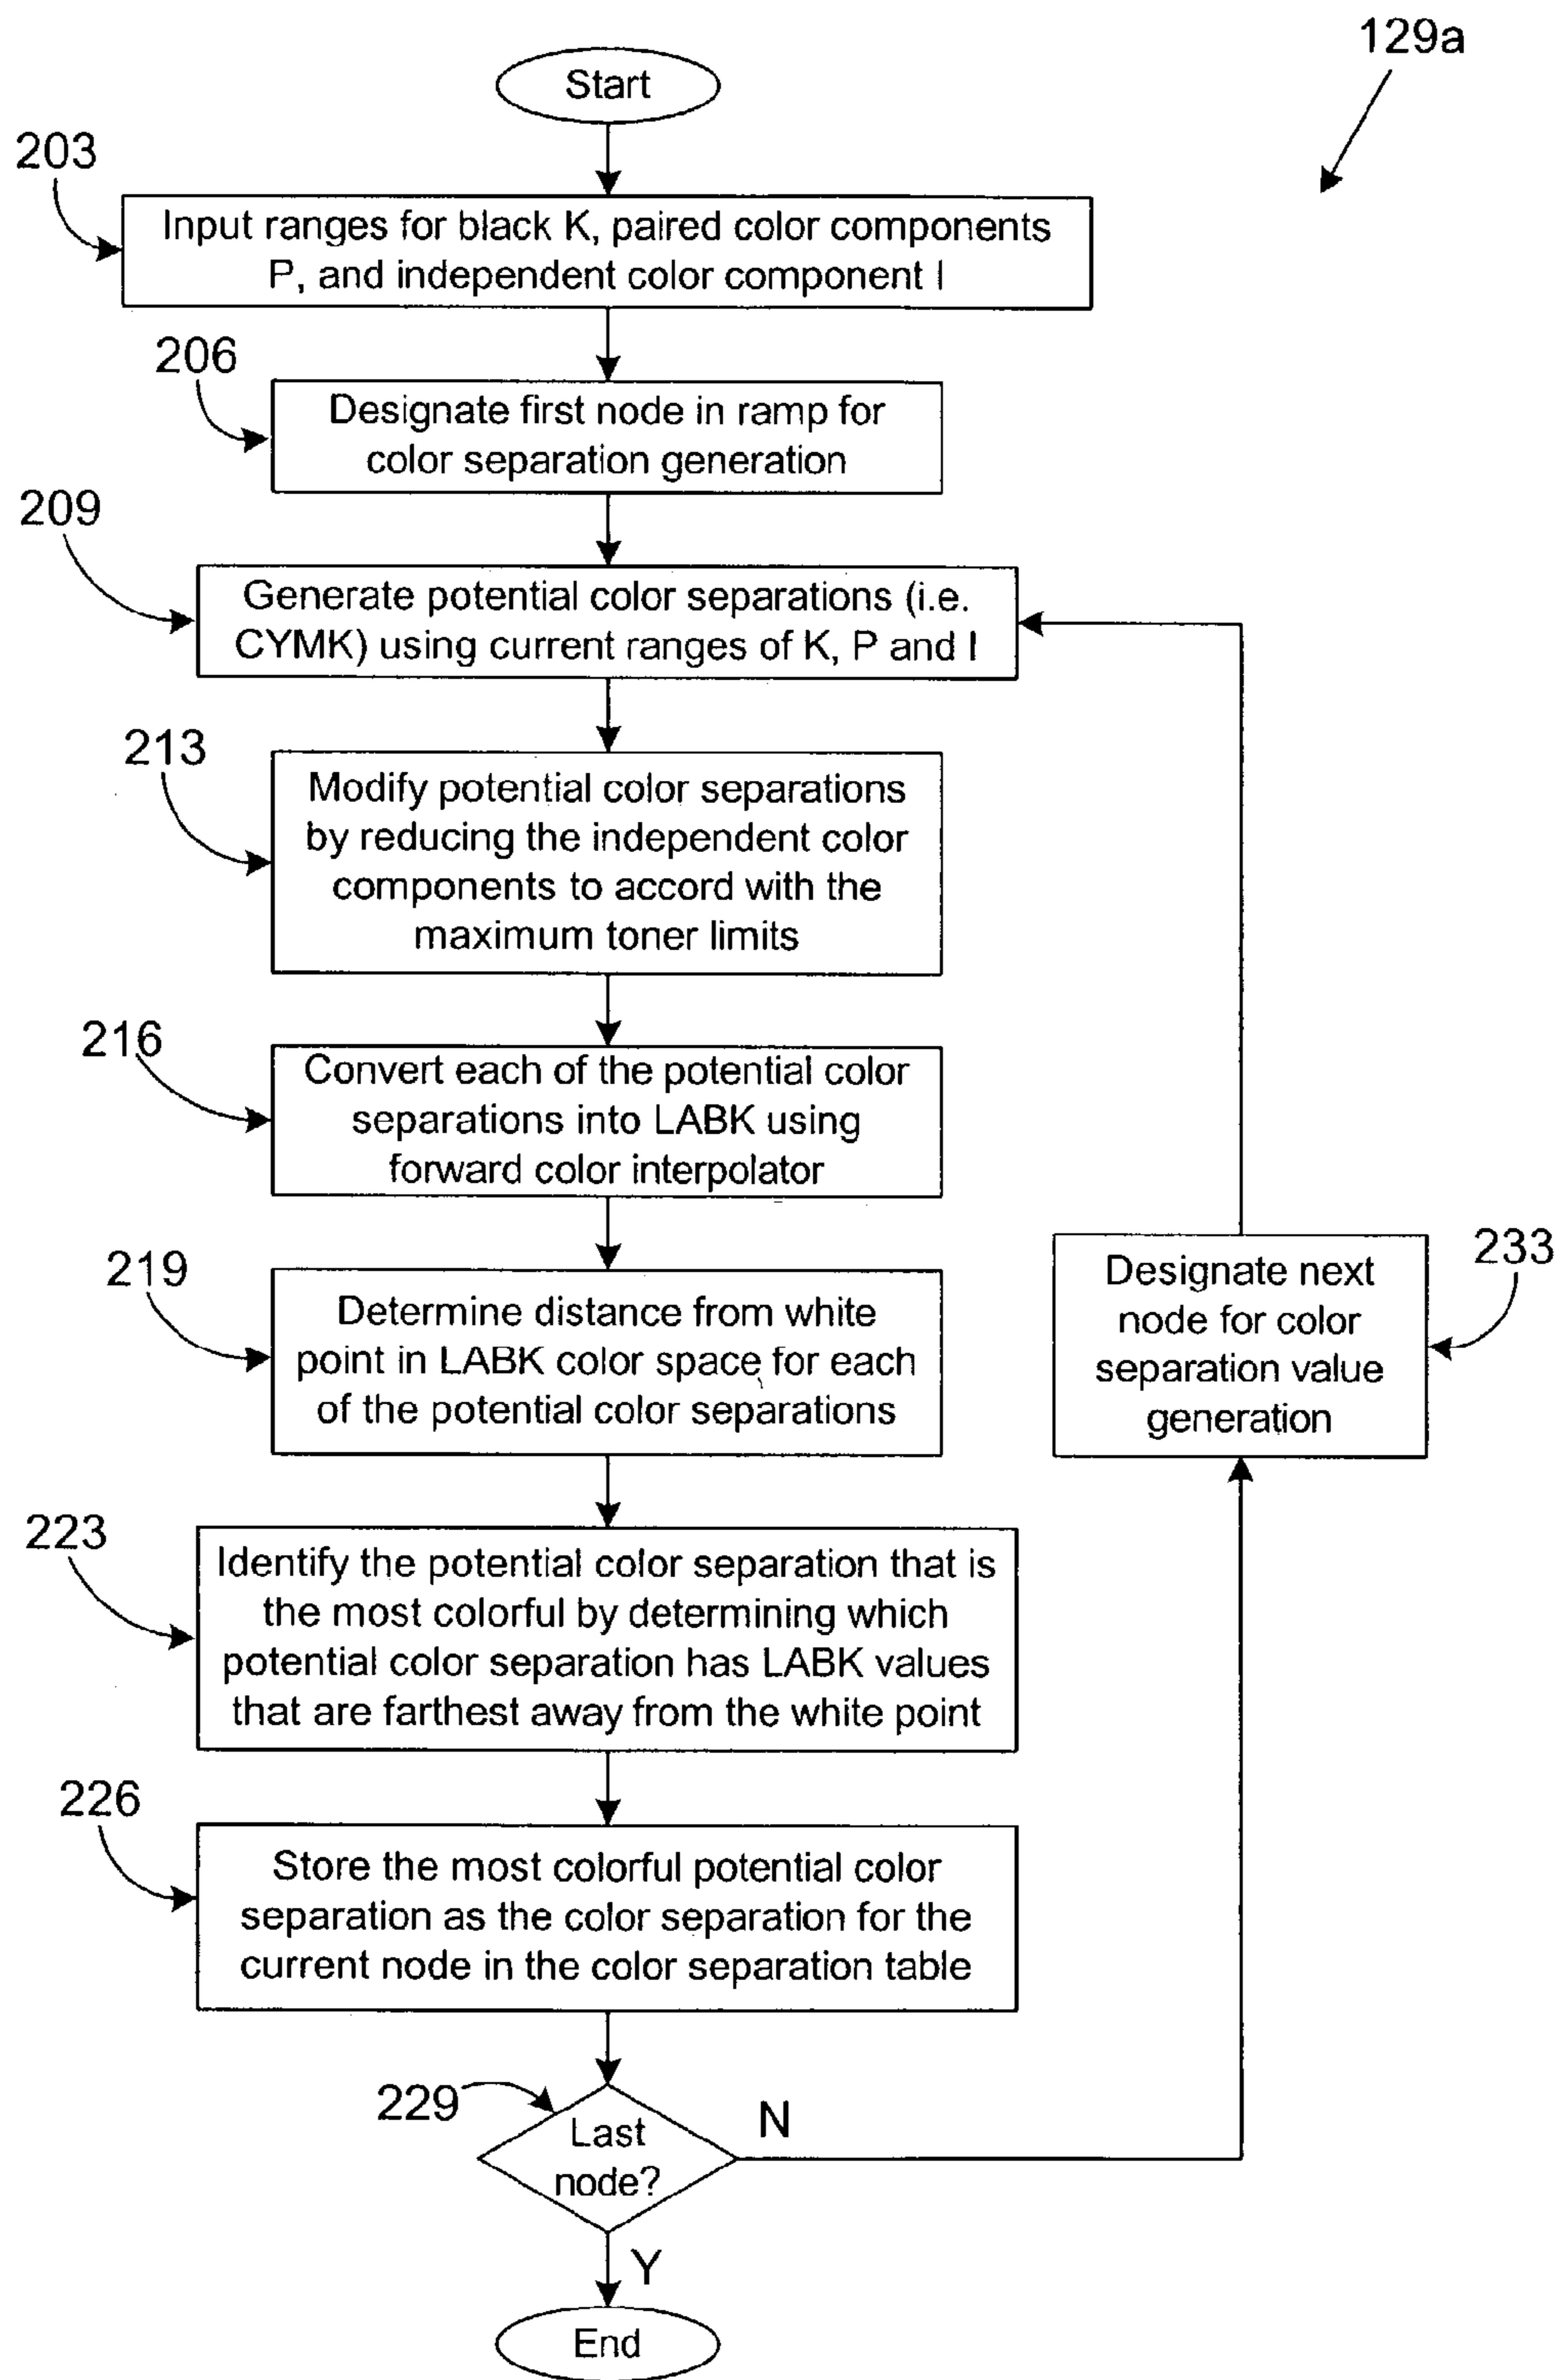 129a
Start
203
Input ranges for black K, paired color components
P, and independent color component I
206
Designate first node in ramp for
color separation generation
209
Generate potential color separations (i.e.
CYMK) using current ranges of K, P and I
213
Modify potential color separations
by reducing the independent color
components to accord with the
maximum toner limits
216
Convert each of the potential color
separations into LABK using
forward color interpolator
219
Determine distance from white
point in LABK color space for each
of the potential color separations
233
Designate next
node for color
separation value
generation
223
Identify the potential color separation that is
the most colorful by determining which
potential color separation has LABK values
that are farthest away from the white point
226
Store the most colorful potential color
separation as the color separation for the
current node in the color separation table
229
Last
node?
N
Y
End